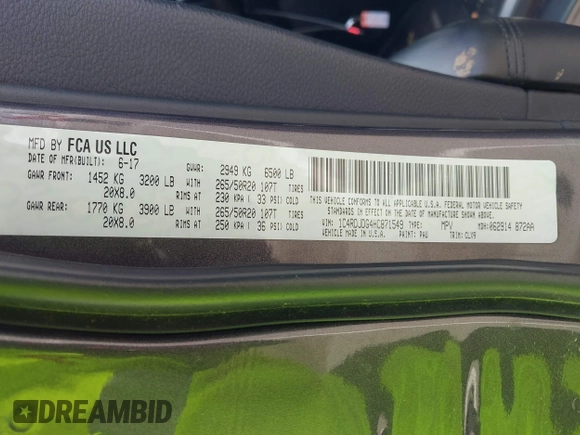 MFD BY FCA US LLC
DATE OF MFR(BUILT): 6-17 GVWR: 2949 KG 6500 LB
GAWR FRONT: 1452 KG 3200 LB WITH 265/50R20 107T TIRES
20X8.0 RIMS AT 230 KPA ( 33 PSI) COLD
GAWR REAR: 1770 KG 3900 LB WITH 265/50R20 107T TIRES
20X8.0 RIMS AT 250 KPA ( 36 PSI) COLD
THIS VEHICLE CONFORMS TO ALL APPLICABLE U.S.A. FEDERAL MOTOR VEHICLE SAFETY
STANDARDS IN EFFECT ON THE DATE OF MANUFACTURE SHOWN ABOVE.
VIN: 1C4RDJDG4HC871549 TYPE: MPV MDH: 062914 872AA
VEHICLE MADE IN U.S.A. PAINT: PAU TRIM: CLX9
DREAMBID